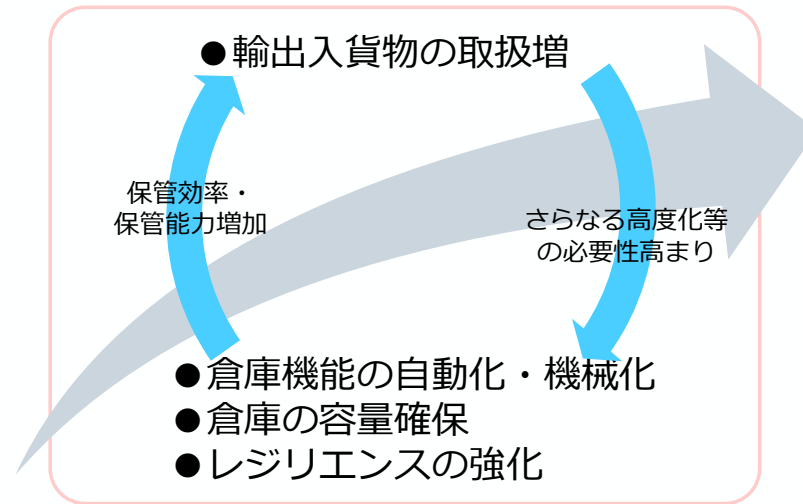 ●輸出入貨物の取扱増
保管効率・
保管能力増加
さらなる高度化等
の必要性高まり
●倉庫機能の自動化・機械化
●倉庫の容量確保
●レジリエンスの強化